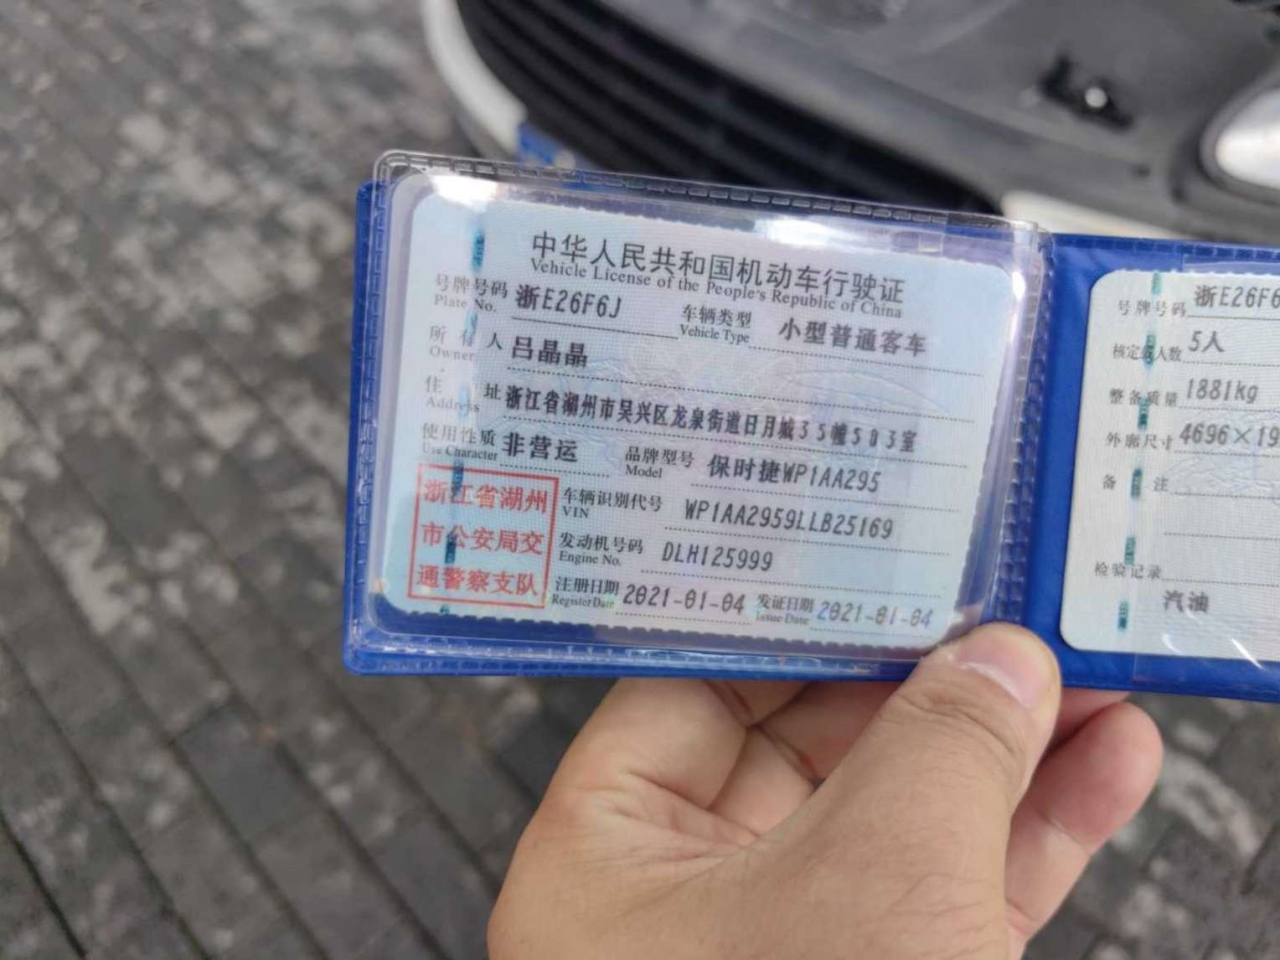 中华人民共和国机动车行驶证
Vehicle License of the People's Republic of China
号牌号码 浙E26F6J 车辆类型 小型普通客车
Plate No. Vehicle Type
所有人 吕晶晶
Owner
住址 浙江省湖州市吴兴区龙泉街道日月城35幢503室
Address
使用性质 非营运 品牌型号 保时捷WP1AA295
Use Character Model
浙江省湖州
市公安局交
通警察支队
车辆识别代号 WP1AA2959LLB25169
VIN
发动机号码 DLH125999
Engine No.
注册日期 2021-01-04 发证日期 2021-01-04
Register Date Issue Date
号牌号码 浙E26F6
核定载人数 5人
整备质量 1881kg
外廓尺寸 4696×19
备注
检验记录
汽油